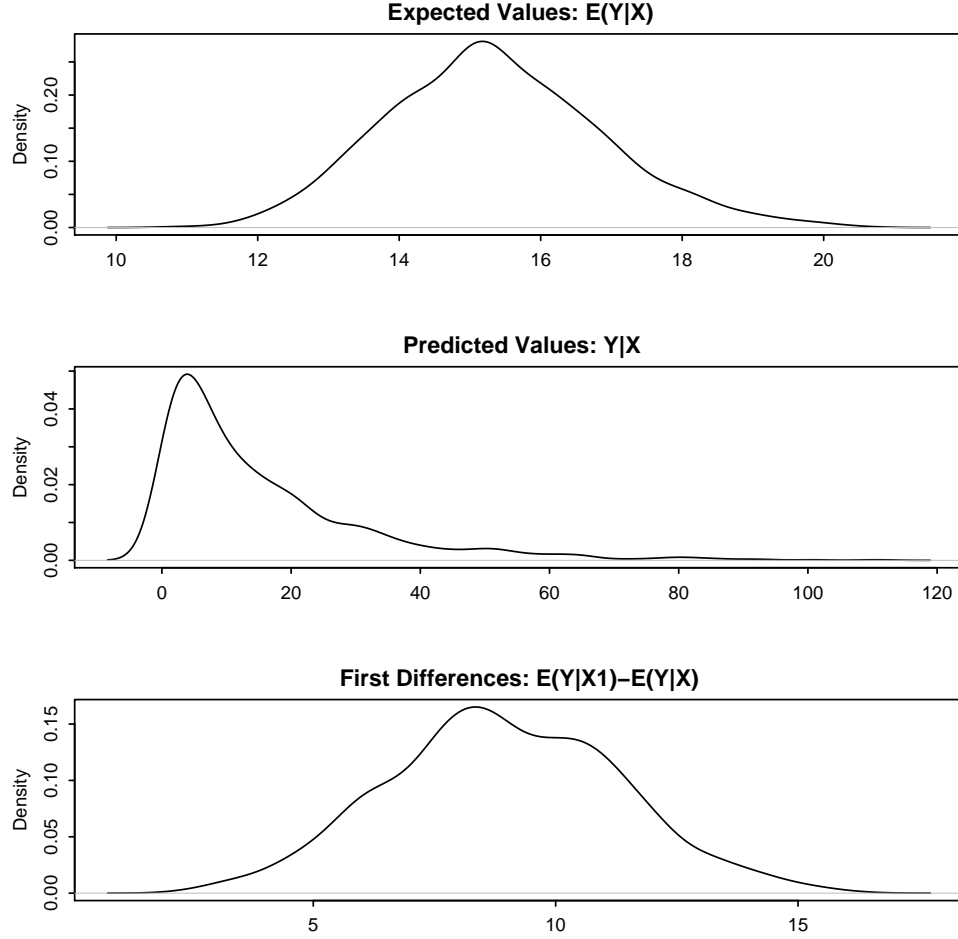 Expected Values: E(Y|X)
Density
0.00 0.10 0.20
10 12 14 16 18 20
Predicted Values: Y|X
Density
0.00 0.02 0.04
0 20 40 60 80 100 120
First Differences: E(Y|X1)−E(Y|X)
Density
0.00 0.05 0.10 0.15
5 10 15